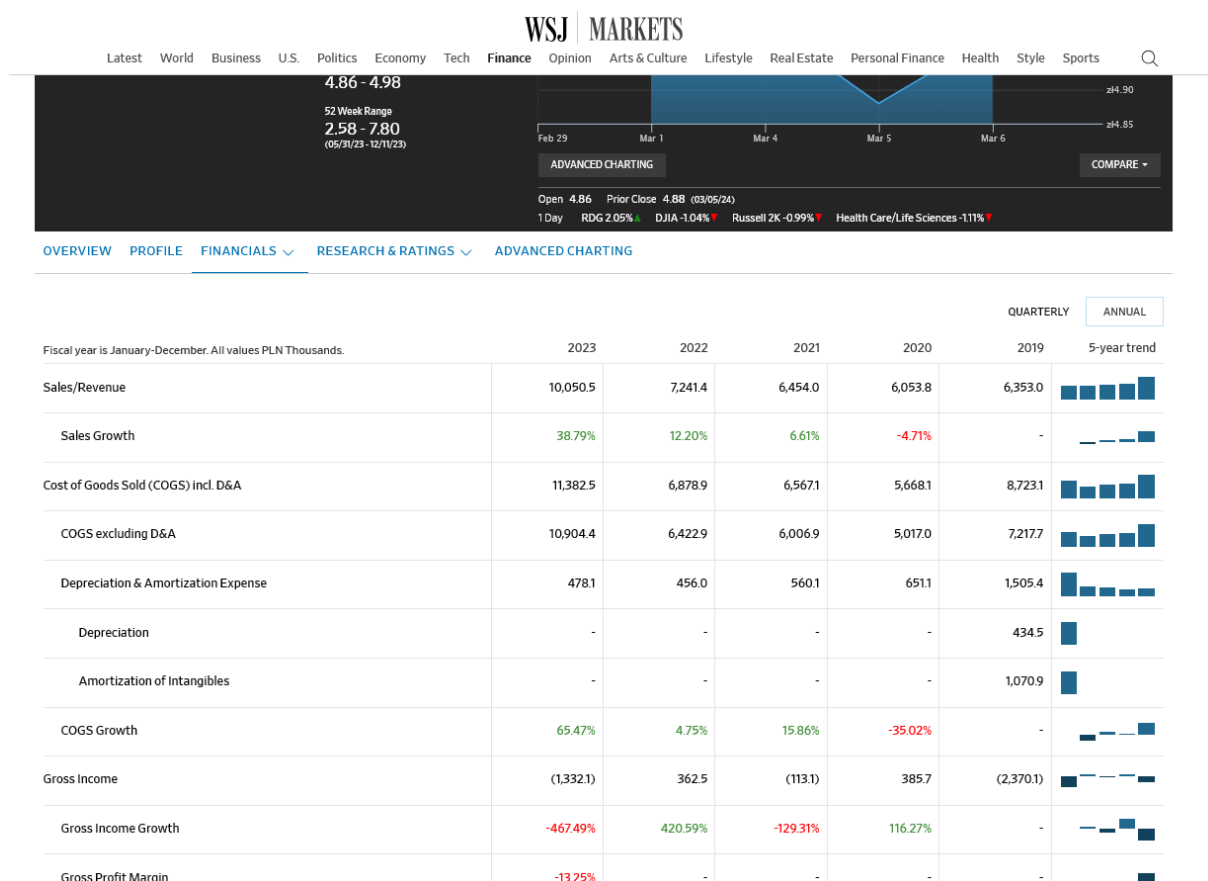 WSJ MARKETS
Latest World Business U.S. Politics Economy Tech Finance Opinion Arts & Culture Lifestyle Real Estate Personal Finance Health Style Sports
4.86 - 4.98
52 Week Range
2.58 - 7.80
(05/31/23 - 12/11/23)
zł4.90
zł4.85
Feb 29 Mar 1 Mar 4 Mar 5 Mar 6
ADVANCED CHARTING COMPARE
Open 4.86 Prior Close 4.88 (03/05/24)
1 Day RDG 2.05% DJIA -1.04% Russell 2K -0.99% Health Care/Life Sciences -1.11%
OVERVIEW PROFILE FINANCIALS RESEARCH & RATINGS ADVANCED CHARTING
QUARTERLY ANNUAL
Fiscal year is January-December. All values PLN Thousands. 2023 2022 2021 2020 2019 5-year trend
Sales/Revenue 10,050.5 7,241.4 6,454.0 6,053.8 6,353.0
Sales Growth 38.79% 12.20% 6.61% -4.71% -
Cost of Goods Sold (COGS) incl. D&A 11,382.5 6,878.9 6,567.1 5,668.1 8,723.1
COGS excluding D&A 10,904.4 6,422.9 6,006.9 5,017.0 7,217.7
Depreciation & Amortization Expense 478.1 456.0 560.1 651.1 1,505.4
Depreciation - - - - 434.5
Amortization of Intangibles - - - - 1,070.9
COGS Growth 65.47% 4.75% 15.86% -35.02% -
Gross Income (1,332.1) 362.5 (113.1) 385.7 (2,370.1)
Gross Income Growth -467.49% 420.59% -129.31% 116.27% -
Gross Profit Margin -13.25% - - - -